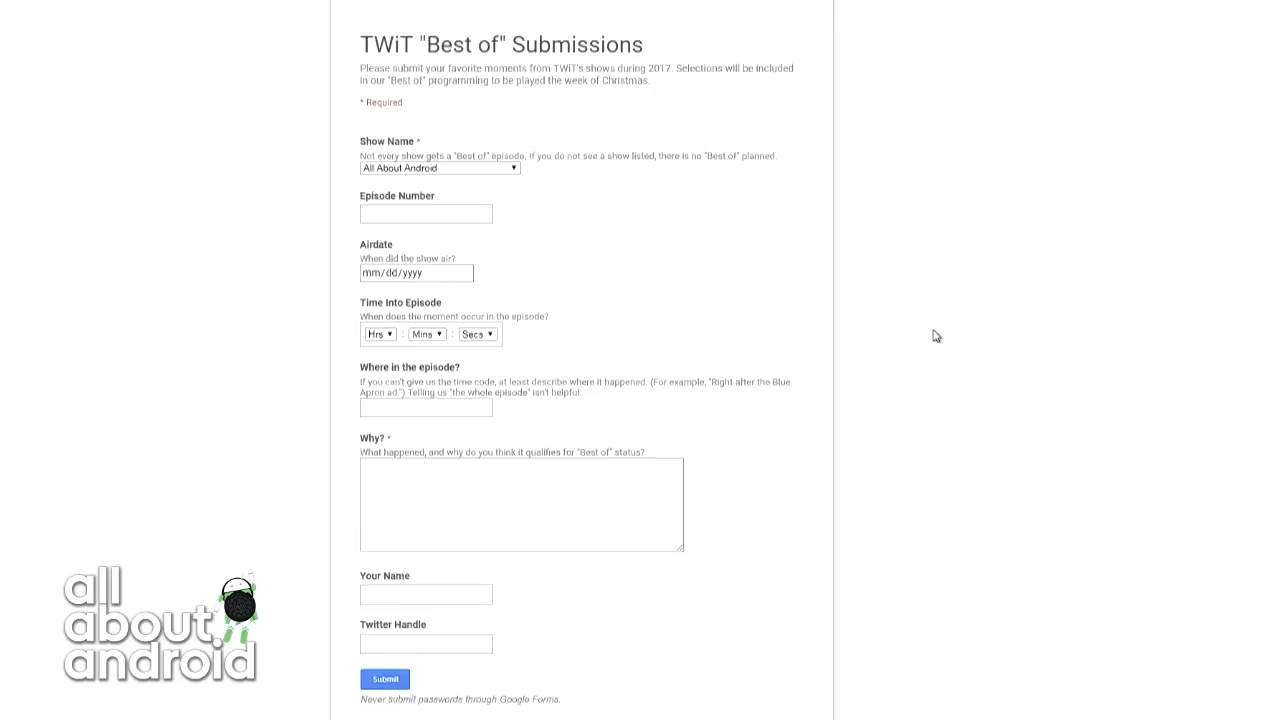 TWiT "Best of" Submissions
Please submit your favorite moments from TWiT's shows during 2017. Selections will be included
in our "Best of" programming to be played the week of Christmas.
* Required
Show Name *
Not every show gets a "Best of" episode. If you do not see a show listed, there is no "Best of" planned.
All About Android
Episode Number
Airdate
When did the show air?
mm/dd/yyyy
Time Into Episode
When does the moment occur in the episode?
Hrs : Mins : Secs
Where in the episode?
If you can't give us the time code, at least describe where it happened. (For example, "Right after the Blue
Apron ad.") Telling us "the whole episode" isn't helpful.
Why? *
What happened, and why do you think it qualifies for "Best of" status?
Your Name
Twitter Handle
Submit
Never submit passwords through Google Forms.
all
about
android